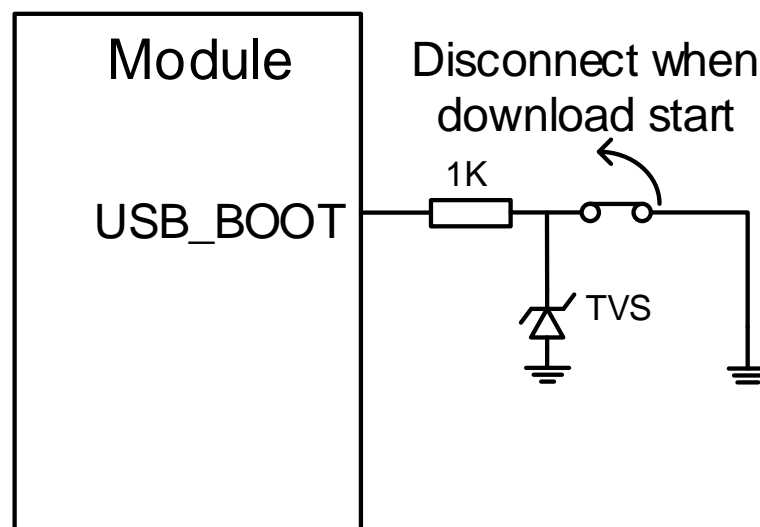 Module
Disconnect when
download start
1K
USB_BOOT
TVS